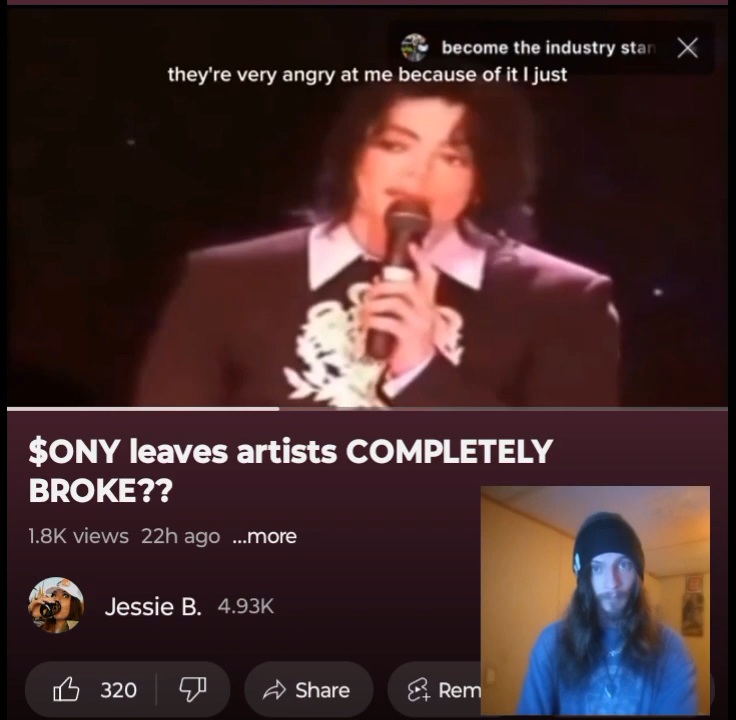 become the industry stan
they're very angry at me because of it I just
$ONY leaves artists COMPLETELY
BROKE??
1.8K views 22h ago ...more
Jessie B. 4.93K
320 Share Rem